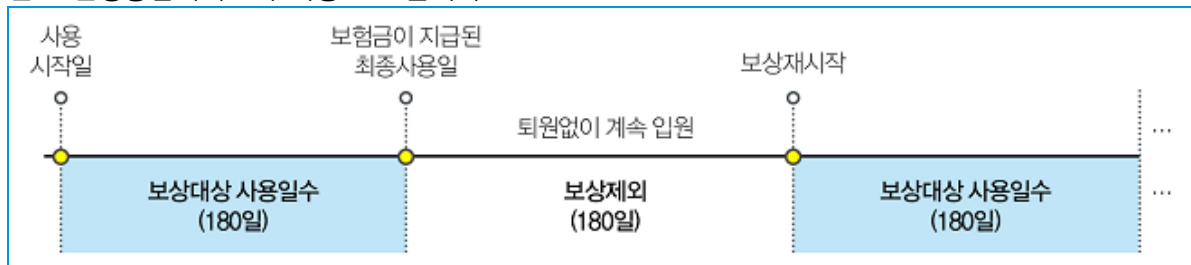 사용
시작일
보험금이 지급된
최종사용일
보상재시작
퇴원없이 계속 입원
...
보상대상 사용일수
(180일)
보상제외
(180일)
보상대상 사용일수
(180일)
...